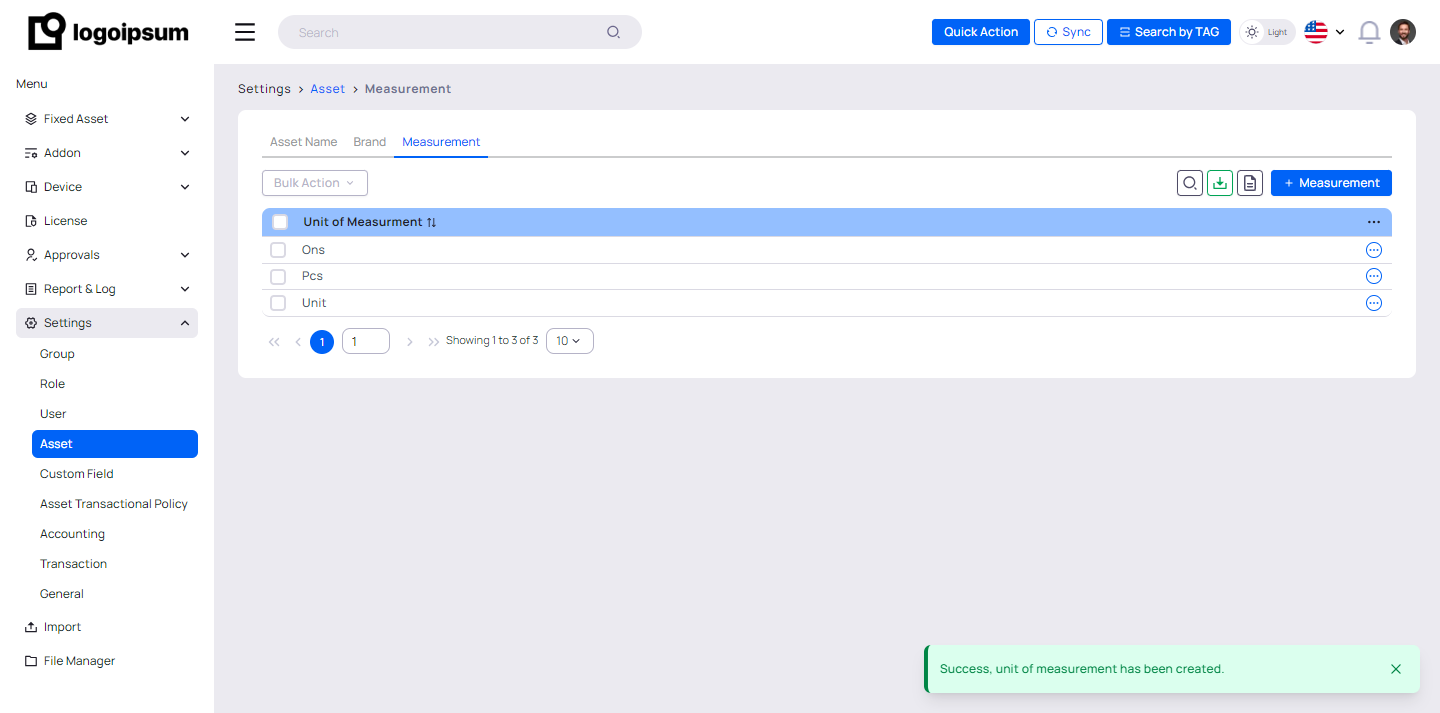 logoipsum
Search
Quick Action
Sync
Search by TAG
Light
Menu
Fixed Asset
Addon
Device
License
Approvals
Report & Log
Settings
Group
Role
User
Asset
Custom Field
Asset Transactional Policy
Accounting
Transaction
General
Import
File Manager
Settings > Asset > Measurement
Asset Name
Brand
Measurement
Bulk Action
+ Measurement
Unit of Measurment
Ons
Pcs
Unit
1
1
Showing 1 to 3 of 3
10
Success, unit of measurement has been created.